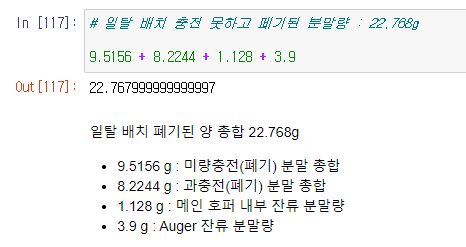 In [117]: # 일탈 배치 충전 못하고 폐기된 분말량 : 22.768g
9.5156 + 8.2244 + 1.128 + 3.9
Out[117]: 22.767999999999997
일탈 배치 폐기된 양 종합 22.768g
• 9.5156 g : 미량충전(폐기) 분말 총합
• 8.2244 g : 과충전(폐기) 분말 총합
• 1.128 g : 메인 호퍼 내부 잔류 분말량
• 3.9 g : Auger 잔류 분말량